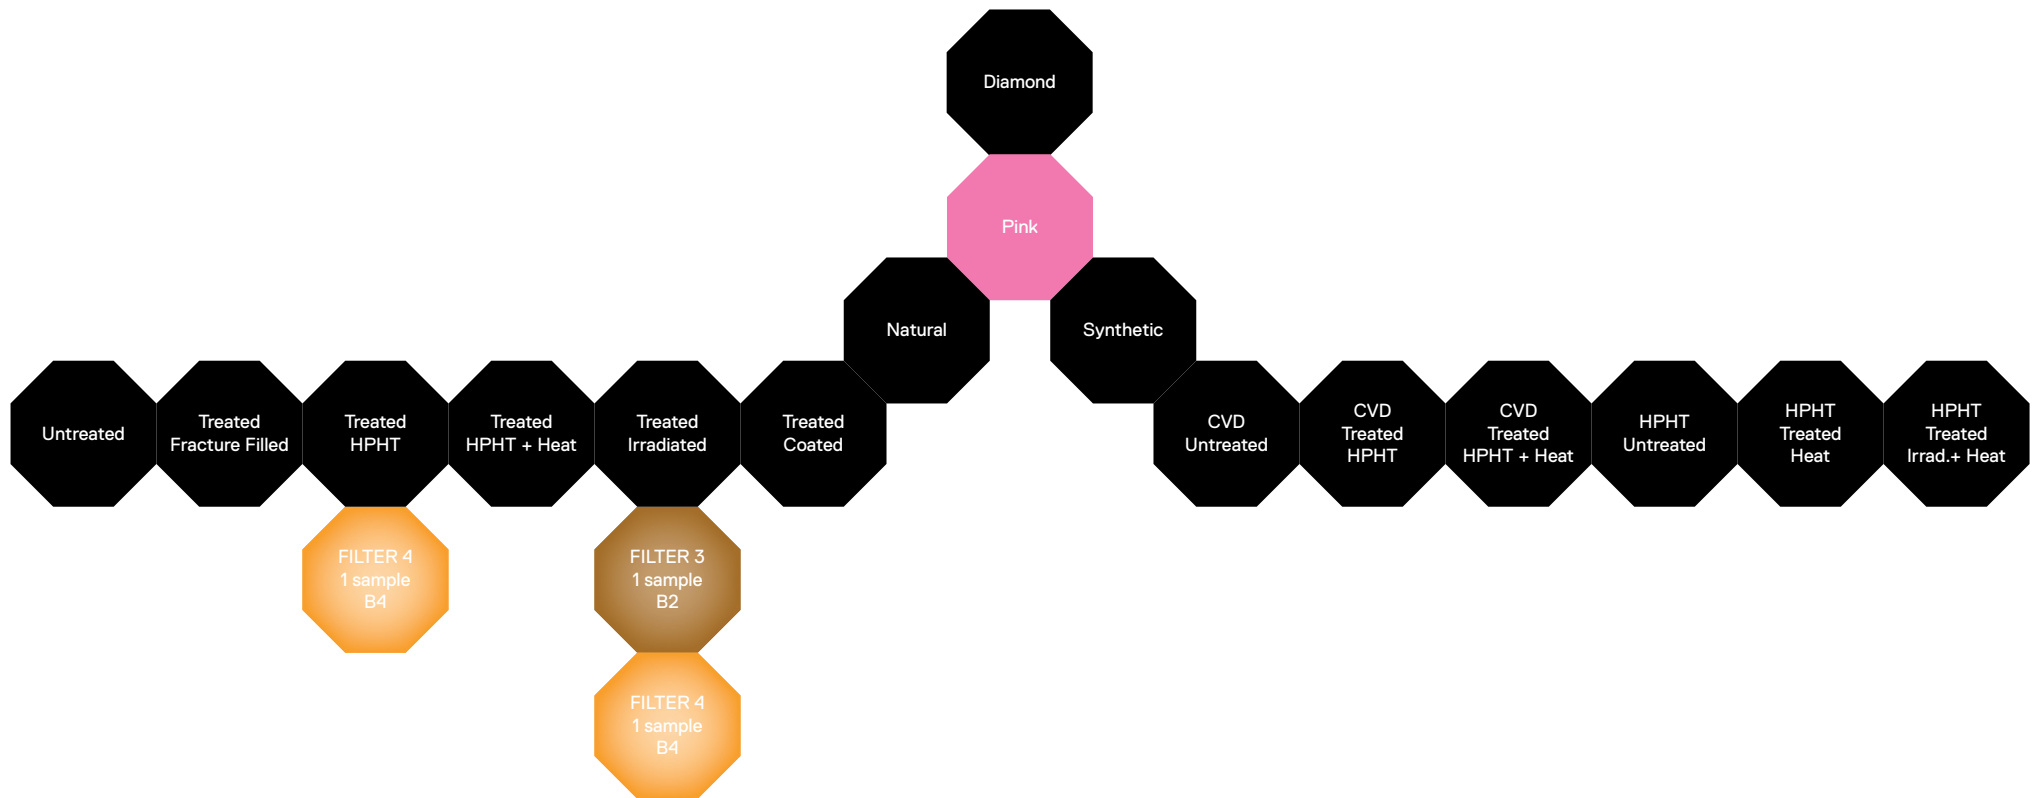 Diamond
Pink
Natural
Synthetic
Untreated
Treated
Fracture Filled
Treated
HPHT
Treated
HPHT + Heat
Treated
Irradiated
Treated
Coated
CVD
Untreated
CVD
Treated
HPHT
CVD
Treated
HPHT + Heat
HPHT
Untreated
HPHT
Treated
Heat
HPHT
Treated
Irrad.+ Heat
FILTER 4
1 sample
B4
FILTER 3
1 sample
B2
FILTER 4
1 sample
B4